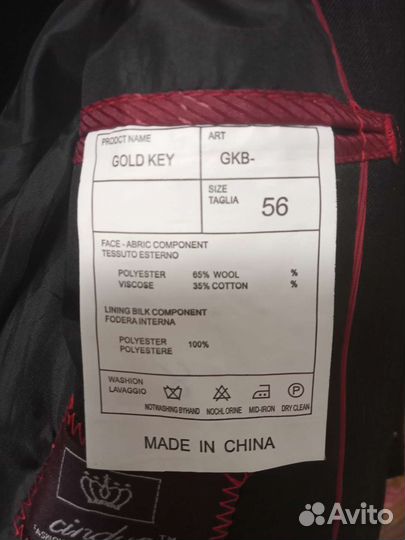 PRODCT NAME ART
GOLD KEY GKB-
SIZE
TAGLIA 56
FACE - ABRIC COMPONENT
TESSUTO ESTERNO
POLYESTER 65% WOOL %
VISCOSE 35% COTTON %
LINING BILK COMPONENT
FODERA INTERNA
POLYESTER 100%
POLYESTERE
WASHION
LAVAGGIO
NOTWASHING BYHAND NOCHL ORINE MID-IRON DRY CLEAN
P
MADE IN CHINA
Avito